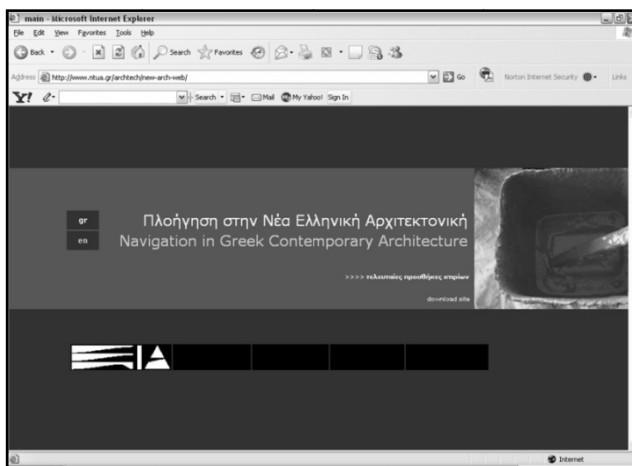 main - Microsoft Internet Explorer
File Edit View Favorites Tools Help
Back Search Favorites
Address http://www.ntua.gr/archtech/new-arch-web/ Go Norton Internet Security Links
Y! Search Mail My Yahoo! Sign In
gr
en
Πλοήγηση στην Νέα Ελληνική Αρχιτεκτονική
Navigation in Greek Contemporary Architecture
>>>> τελευταίες προσθήκες κτιρίων
download site
Internet